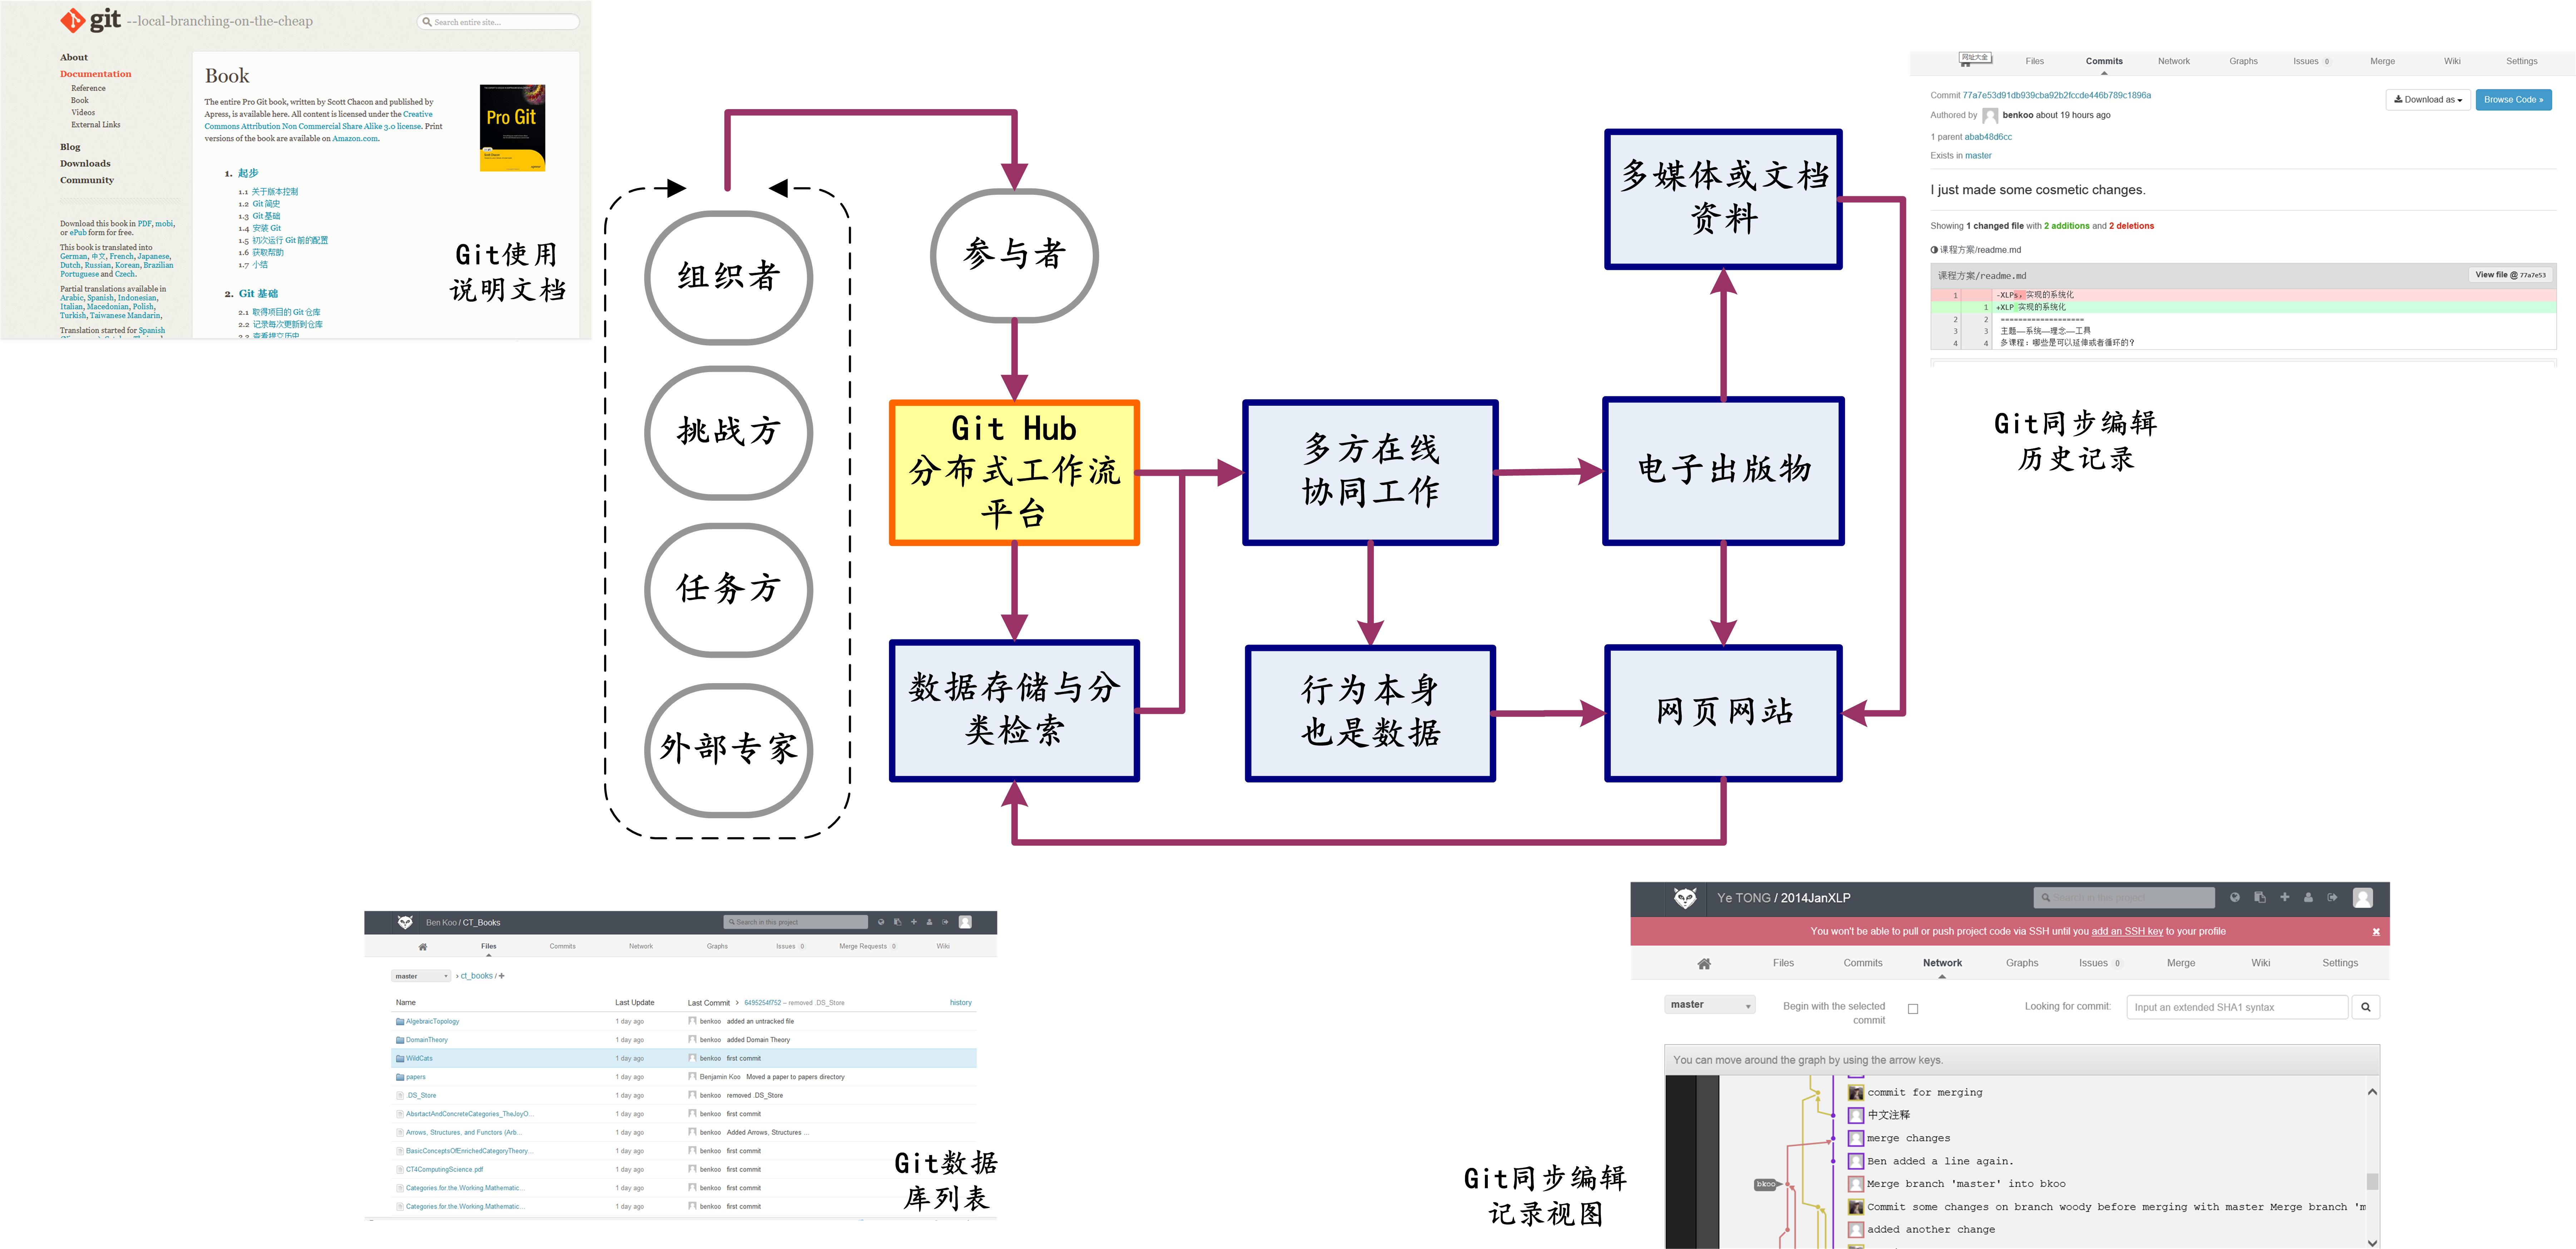 git --local-branching-on-the-cheap
Search entire site...
About
Documentation
Reference
Book
Videos
External Links
Blog
Downloads
Community
Download this book in PDF, mobi,
or ePub form for free.
This book is translated into
German, 中文, French, Japanese,
Dutch, Russian, Korean, Brazilian
Portuguese and Czech.
Partial translations available in
Arabic, Spanish, Indonesian,
Italian, Macedonian, Polish,
Turkish, Taiwanese Mandarin,
Translation started for Spanish
Book
The entire Pro Git book, written by Scott Chacon and published by
Apress, is available here. All content is licensed under the Creative
Commons Attribution Non Commercial Share Alike 3.0 license. Print
versions of the book are available on Amazon.com.
Pro Git
1. 起步
1.1 关于版本控制
1.2 Git 简史
1.3 Git 基础
1.4 安装 Git
1.5 初次运行 Git 前的配置
1.6 获取帮助
1.7 小结
2. Git 基础
2.1 取得项目的 Git 仓库
2.2 记录每次更新到仓库
2.3 查看提交历史
Git使用
说明文档
组织者
挑战方
任务方
外部专家
参与者
Git Hub
分布式工作流
平台
数据存储与分
类检索
多方在线
协同工作
行为本身
也是数据
多媒体或文档
资料
电子出版物
网页网站
网址大全
Files Commits Network Graphs Issues 0 Merge Wiki Settings
Commit 77a7e53d91db939cba92b2fccde446b789c1896a
Download as
Browse Code »
Authored by benkoo about 19 hours ago
1 parent abab48d6cc
Exists in master
I just made some cosmetic changes.
Showing 1 changed file with 2 additions and 2 deletions
课程方案/readme.md
课程方案/readme.md View file @ 77a7e53
1 -XLPs, 实现的系统化
1 +XLP 实现的系统化
2 2 ===================
3 3 主题—系统—理念—工具
4 4 多课程: 哪些是可以延伸或者循环的?
Git同步编辑
历史记录
Ben Koo / CT_Books
Search in this project
Files Commits Network Graphs Issues 0 Merge Requests 0 Wiki
master › ct_books / +
Name Last Update Last Commit › 6495254f752 – removed .DS_Store history
AlgebraicTopology 1 day ago benkoo added an untracked file
DomainTheory 1 day ago benkoo added Domain Theory
WildCats 1 day ago benkoo first commit
papers 1 day ago Benjamin Koo Moved a paper to papers directory
.DS_Store 1 day ago benkoo removed .DS_Store
AbsrtactAndConcreteCategories_TheJoyO... 1 day ago benkoo first commit
Arrows, Structures, and Functors (Arb... 1 day ago benkoo Added Arrows, Structures ...
BasicConceptsOfEnrichedCategoryTheory... 1 day ago benkoo first commit
CT4ComputingScience.pdf 1 day ago benkoo first commit
Categories.for.the.Working.Mathematic... 1 day ago benkoo first commit
Categories.for.the.Working.Mathematic... 1 day ago benkoo first commit
Git数据
库列表
Ye TONG / 2014JanXLP
Search in this project
You won't be able to pull or push project code via SSH until you add an SSH key to your profile
Files Commits Network Graphs Issues 0 Merge Wiki Settings
master
Begin with the selected
commit
Looking for commit:
Input an extended SHA1 syntax
You can move around the graph by using the arrow keys.
commit for merging
中文注释
merge changes
Ben added a line again.
bkoo
Merge branch 'master' into bkoo
Commit some changes on branch woody before merging with master Merge branch 'm
added another change
Git同步编辑
记录视图